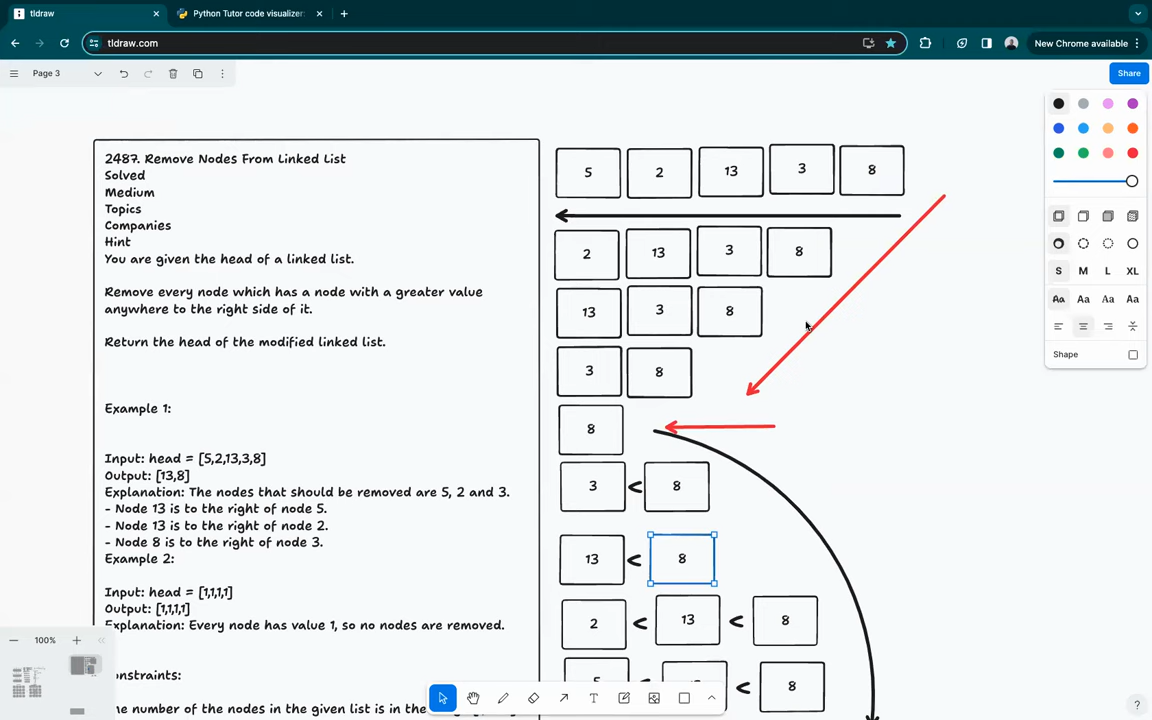 tldraw
Python Tutor code visualizer
tldraw.com
New Chrome available
Page 3
Share
2487. Remove Nodes From Linked List
Solved
Medium
Topics
Companies
Hint
You are given the head of a linked list.
Remove every node which has a node with a greater value
anywhere to the right side of it.
Return the head of the modified linked list.
Example 1:
Input: head = [5,2,13,3,8]
Output: [13,8]
Explanation: The nodes that should be removed are 5, 2 and 3.
- Node 13 is to the right of node 5.
- Node 13 is to the right of node 2.
- Node 8 is to the right of node 3.
Example 2:
Input: head = [1,1,1,1]
Output: [1,1,1,1]
Explanation: Every node has value 1, so no nodes are removed.
onstraints:
he number of the nodes in the given list is in the
5 2 13 3 8
2 13 3 8
13 3 8
3 8
8
3 < 8
13 < 8
2 < 13 < 8
< 8
S M L XL
Aa Aa Aa Aa
Shape
100%
T
?